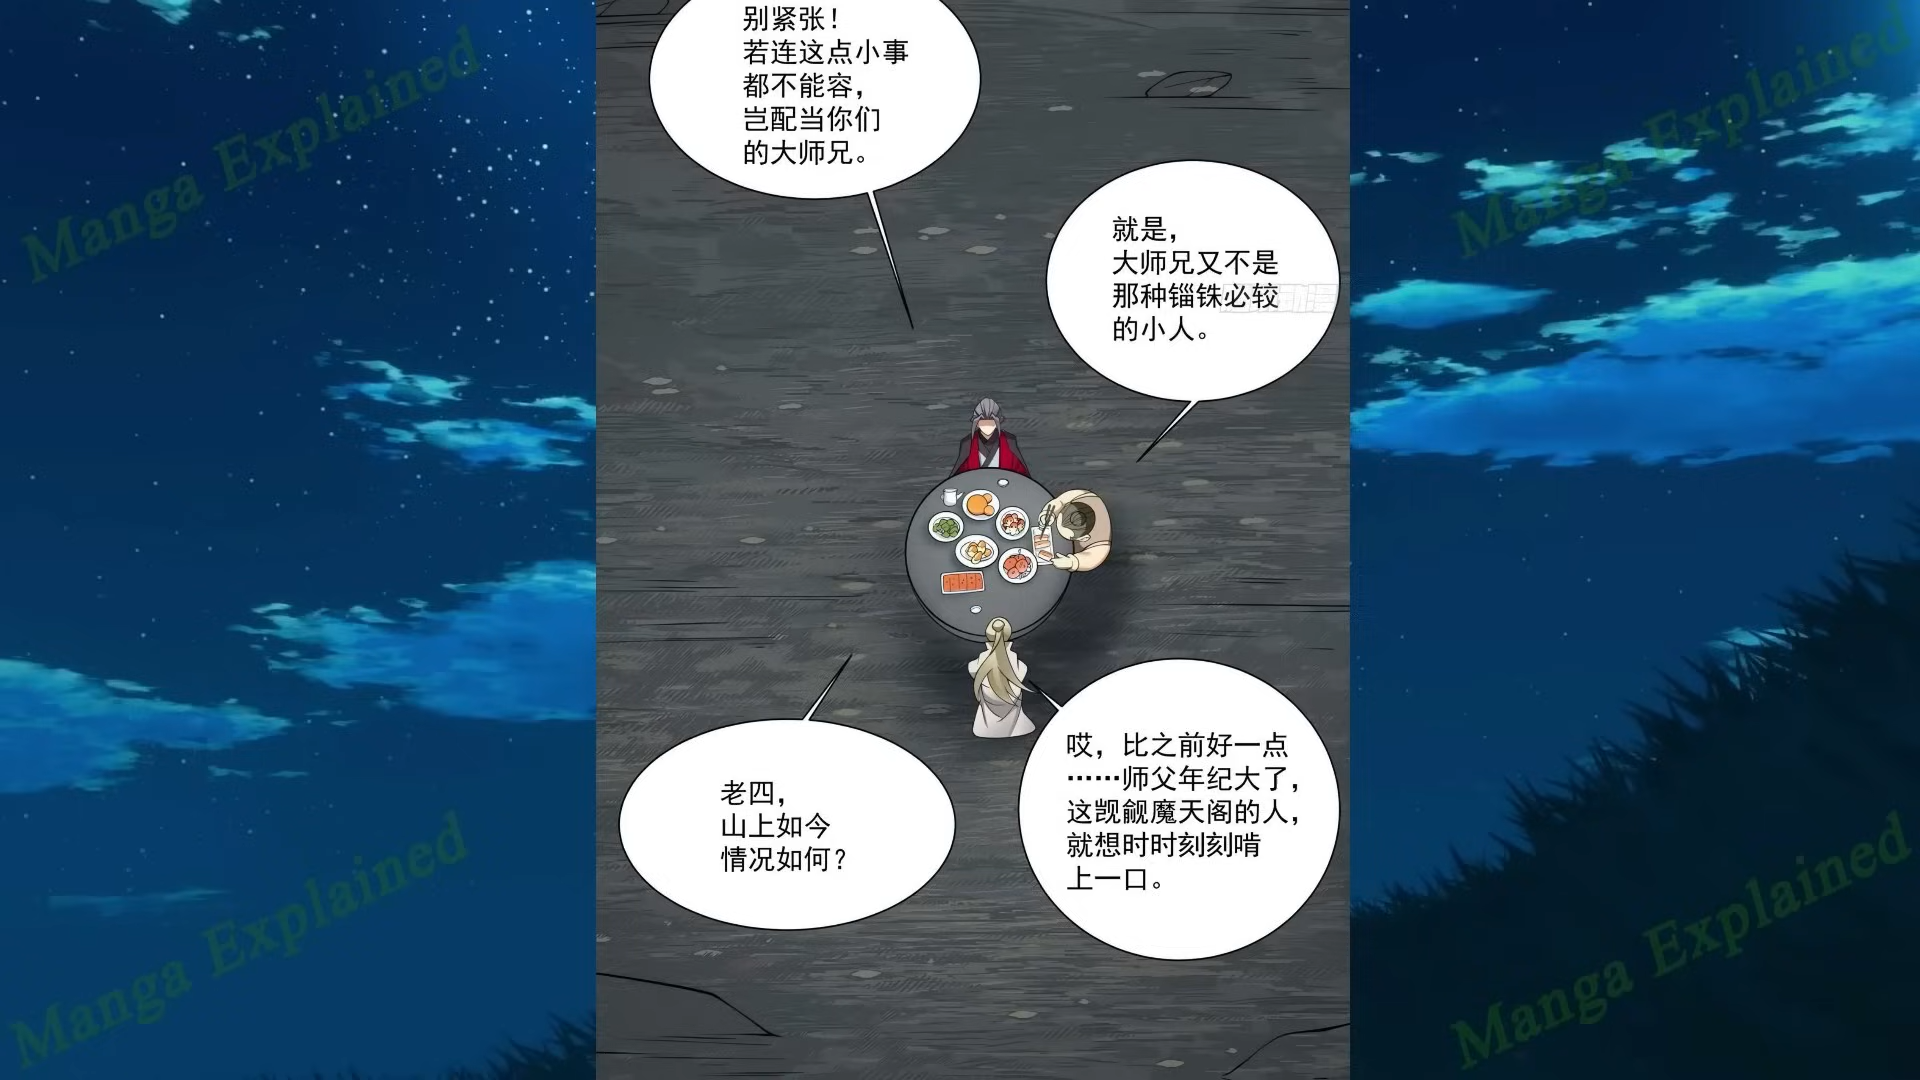 别紧张！
若连这点小事
都不能容，
岂配当你们
的大师兄。
就是，
大师兄又不是
那种锱铢必较
的小人。
老四，
山上如今
情况如何？
哎，比之前好一点
……师父年纪大了，
这觊觎魔天阁的人，
就想时时刻刻啃
上一口。
Manga Explained
Manga Explained
Manga Explained
Manga Explained